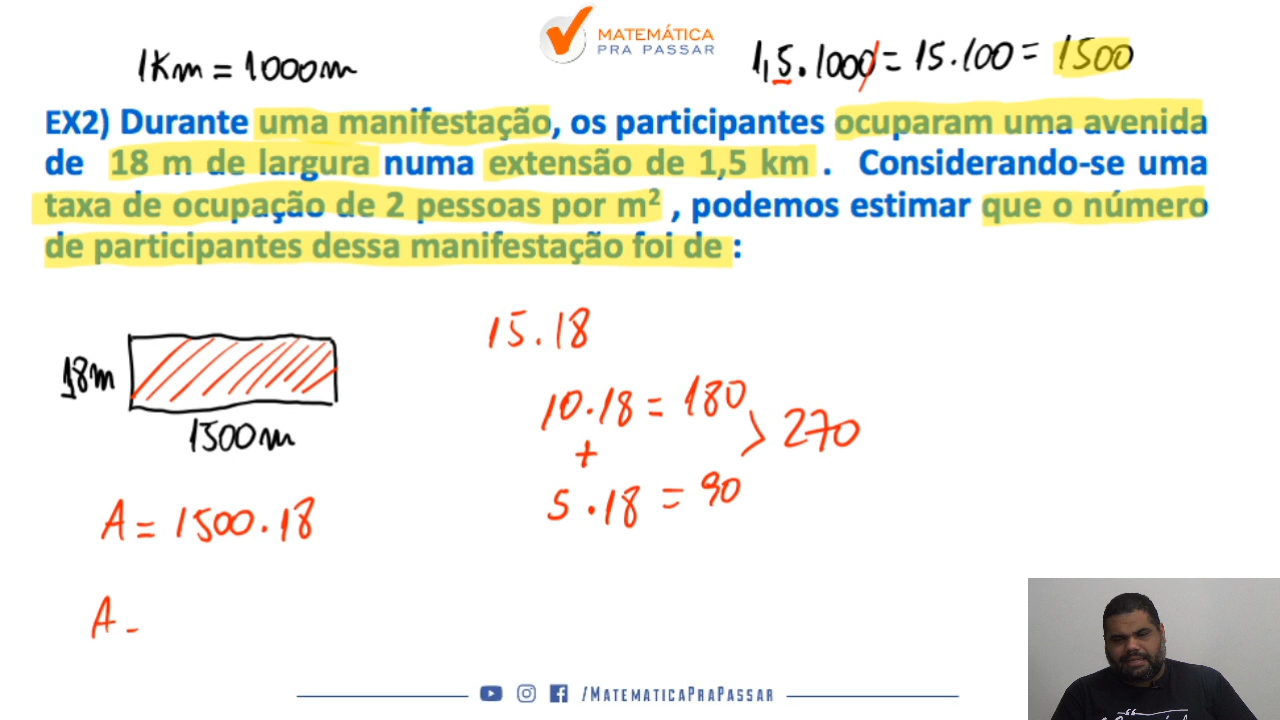 MATEMÁTICA
PRA PASSAR
1Km = 1000m
1,5.1000 = 15.100 = 1500
EX2) Durante uma manifestação, os participantes ocuparam uma avenida
de 18 m de largura numa extensão de 1,5 km . Considerando-se uma
taxa de ocupação de 2 pessoas por m² , podemos estimar que o número
de participantes dessa manifestação foi de :
18m
1500m
A = 1500.18
A -
15.18
10.18 = 180
+
5.18 = 90
> 270
/MATEMATICAPRAPASSAR